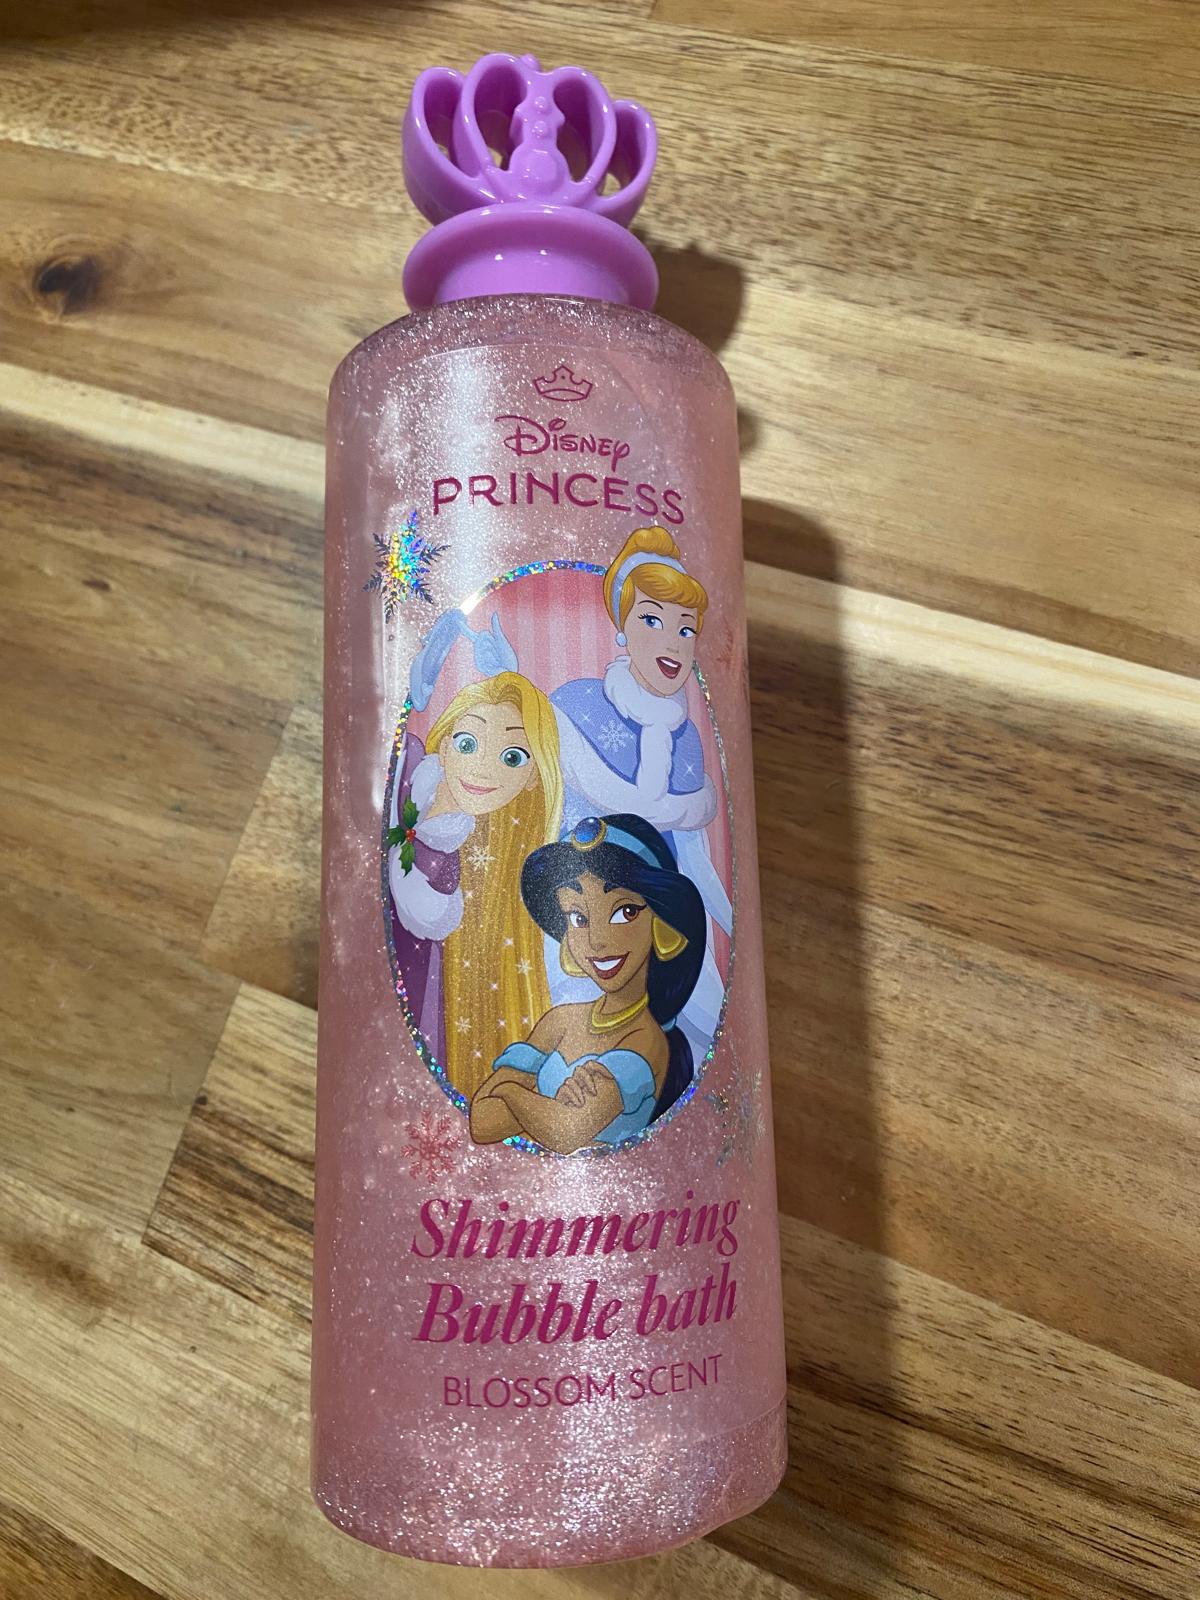 Disney
PRINCESS
Shimmering
Bubble bath
BLOSSOM SCENT